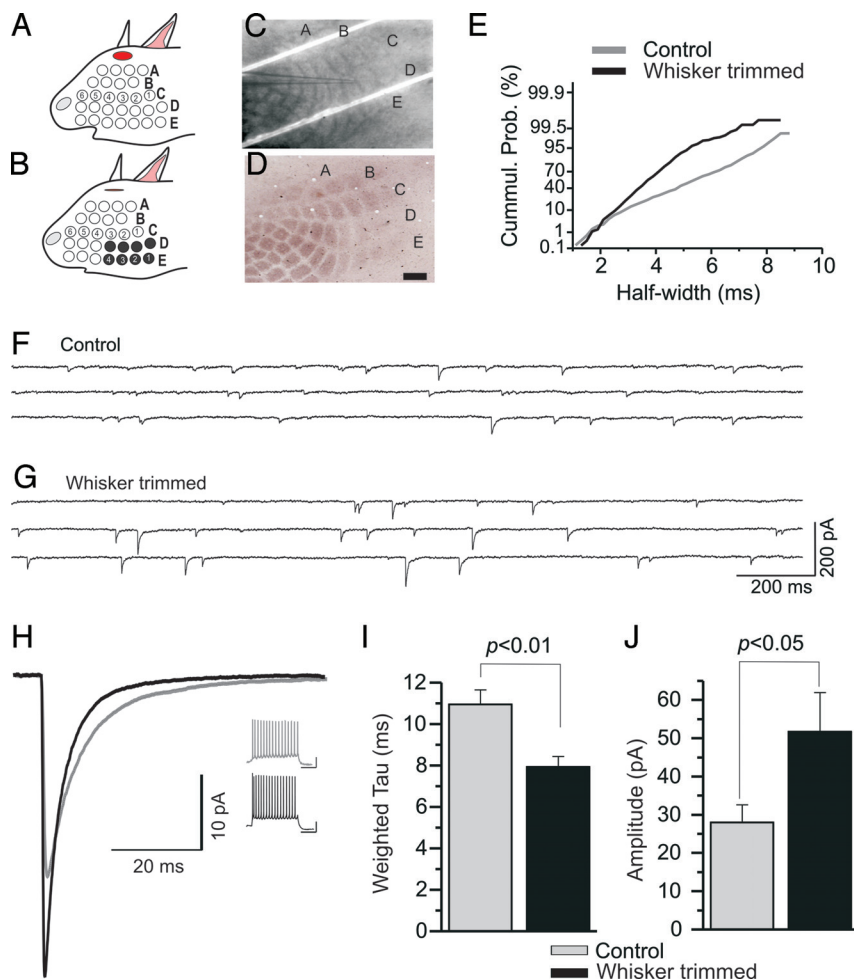 A
A
B
6 5 4 3 2 1 C
D
E
B
A
B
6 5 4 3 2 1 C
D
4 3 2 1 E
C
A B C
D
E
D
A B C
D
E
E
Control
Whisker trimmed
Cummul. Prob. (%)
99.9
99.5
95
70
40
10
1
0.1
2 4 6 8 10
Half-width (ms)
F Control
G Whisker trimmed
200 pA
200 ms
H
10 pA
20 ms
I
p<0.01
Weighted Tau (ms)
12
10
8
6
4
2
0
J
p<0.05
Amplitude (pA)
60
50
40
30
20
10
0
Control
Whisker trimmed